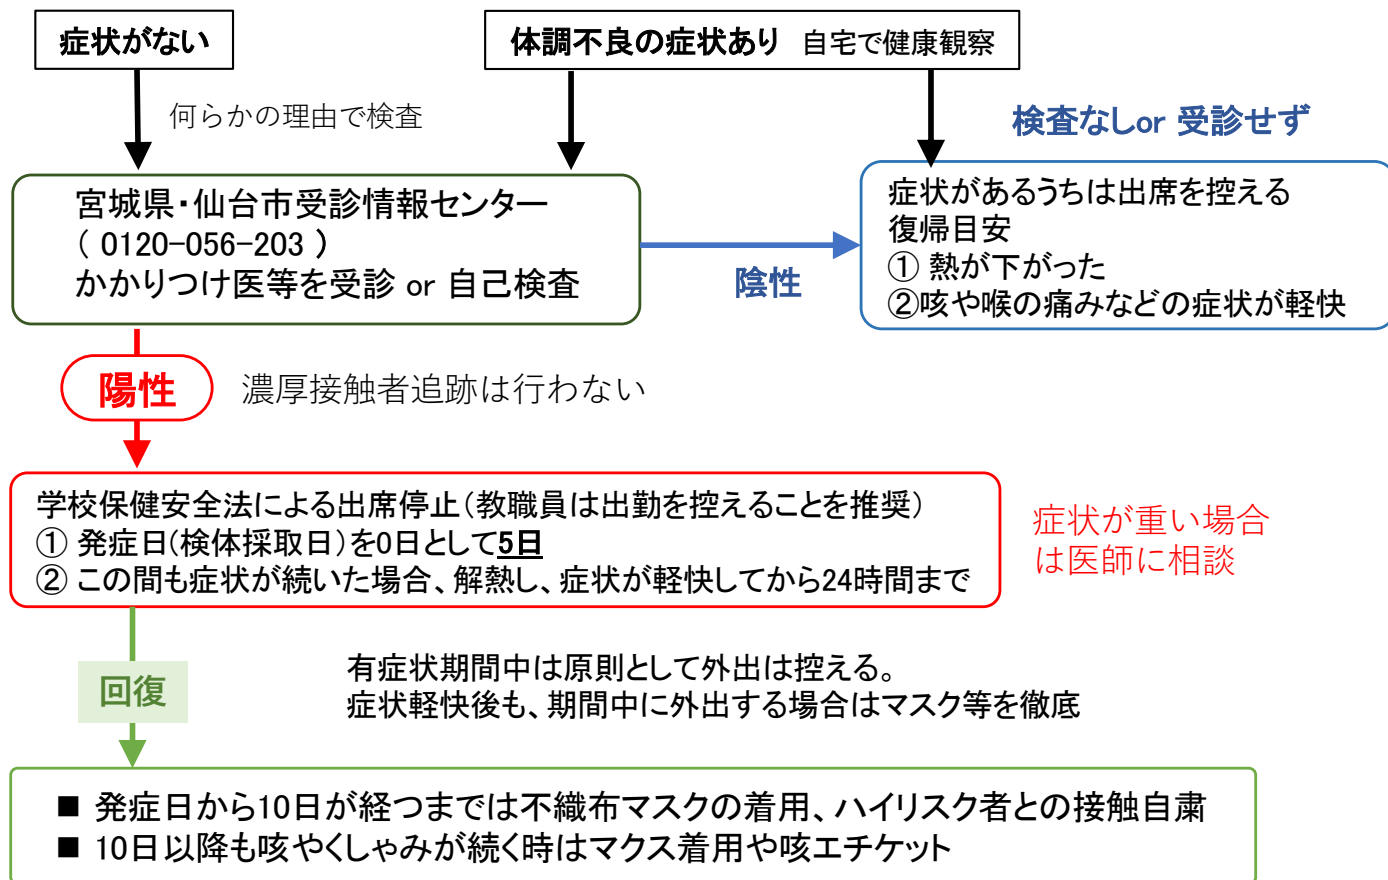 症状がない
体調不良の症状あり 自宅で健康観察
何らかの理由で検査
検査なしor 受診せず
宮城県・仙台市受診情報センター
( 0120-056-203 )
かかりつけ医等を受診 or 自己検査
陰性
症状があるうちは出席を控える
復帰目安
① 熱が下がった
②咳や喉の痛みなどの症状が軽快
陽性
濃厚接触者追跡は行わない
学校保健安全法による出席停止(教職員は出勤を控えることを推奨)
① 発症日(検体採取日)を0日として5日
② この間も症状が続いた場合、解熱し、症状が軽快してから24時間まで
症状が重い場合
は医師に相談
回復
有症状期間中は原則として外出は控える。
症状軽快後も、期間中に外出する場合はマスク等を徹底
■ 発症日から10日が経つまでは不織布マスクの着用、ハイリスク者との接触自粛
■ 10日以降も咳やくしゃみが続く時はマクス着用や咳エチケット